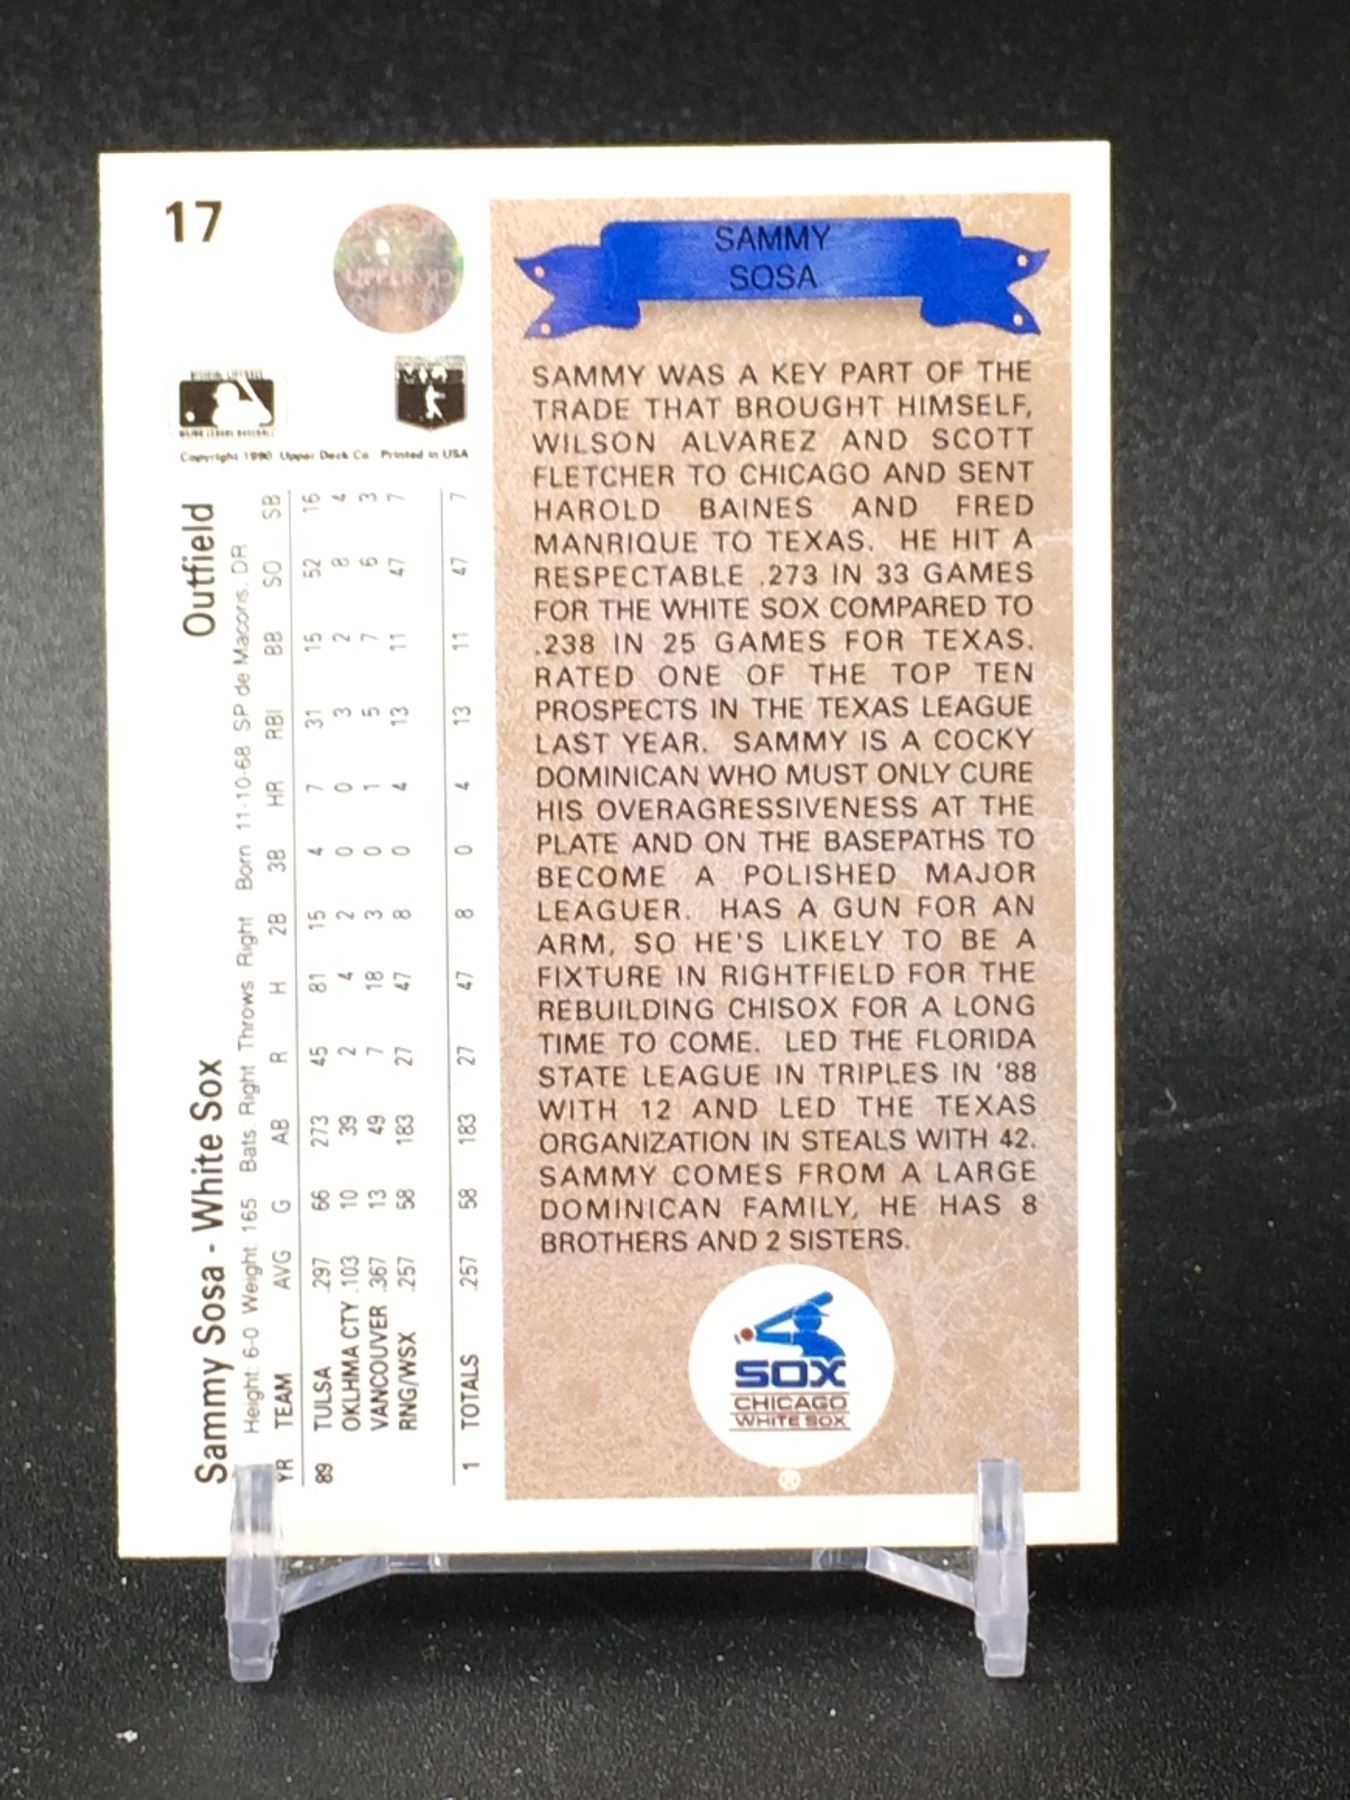 17
SAMMY
SOSA
SAMMY WAS A KEY PART OF THE
TRADE THAT BROUGHT HIMSELF,
WILSON ALVAREZ AND SCOTT
FLETCHER TO CHICAGO AND SENT
HAROLD BAINES AND FRED
MANRIQUE TO TEXAS. HE HIT A
RESPECTABLE .273 IN 33 GAMES
FOR THE WHITE SOX COMPARED TO
.238 IN 25 GAMES FOR TEXAS.
RATED ONE OF THE TOP TEN
PROSPECTS IN THE TEXAS LEAGUE
LAST YEAR. SAMMY IS A COCKY
DOMINICAN WHO MUST ONLY CURE
HIS OVERAGRESSIVENESS AT THE
PLATE AND ON THE BASEPATHS TO
BECOME A POLISHED MAJOR
LEAGUER. HAS A GUN FOR AN
ARM, SO HE'S LIKELY TO BE A
FIXTURE IN RIGHTFIELD FOR THE
REBUILDING CHISOX FOR A LONG
TIME TO COME. LED THE FLORIDA
STATE LEAGUE IN TRIPLES IN '88
WITH 12 AND LED THE TEXAS
ORGANIZATION IN STEALS WITH 42.
SAMMY COMES FROM A LARGE
DOMINICAN FAMILY, HE HAS 8
BROTHERS AND 2 SISTERS.
SOX
CHICAGO
WHITE SOX
Copyright 1990 Upper Deck Co. Printed in USA
Sammy Sosa - White Sox Outfield
Height: 6-0 Weight: 165 Bats: Right Throws: Right Born: 11-10-68 SP de Macoris, DR
YR TEAM AVG G AB R H 2B 3B HR RBI BB SO SB
89 TULSA .297 66 273 45 81 15 4 7 31 15 52 16
OKLHMA CTY .103 10 39 2 4 2 0 0 3 2 8 4
VANCOUVER .367 13 49 7 18 3 0 1 5 7 6 3
RNG/WSX .257 58 183 27 47 8 0 4 13 11 47 7
1 TOTALS .257 58 183 27 47 8 0 4 13 11 47 7